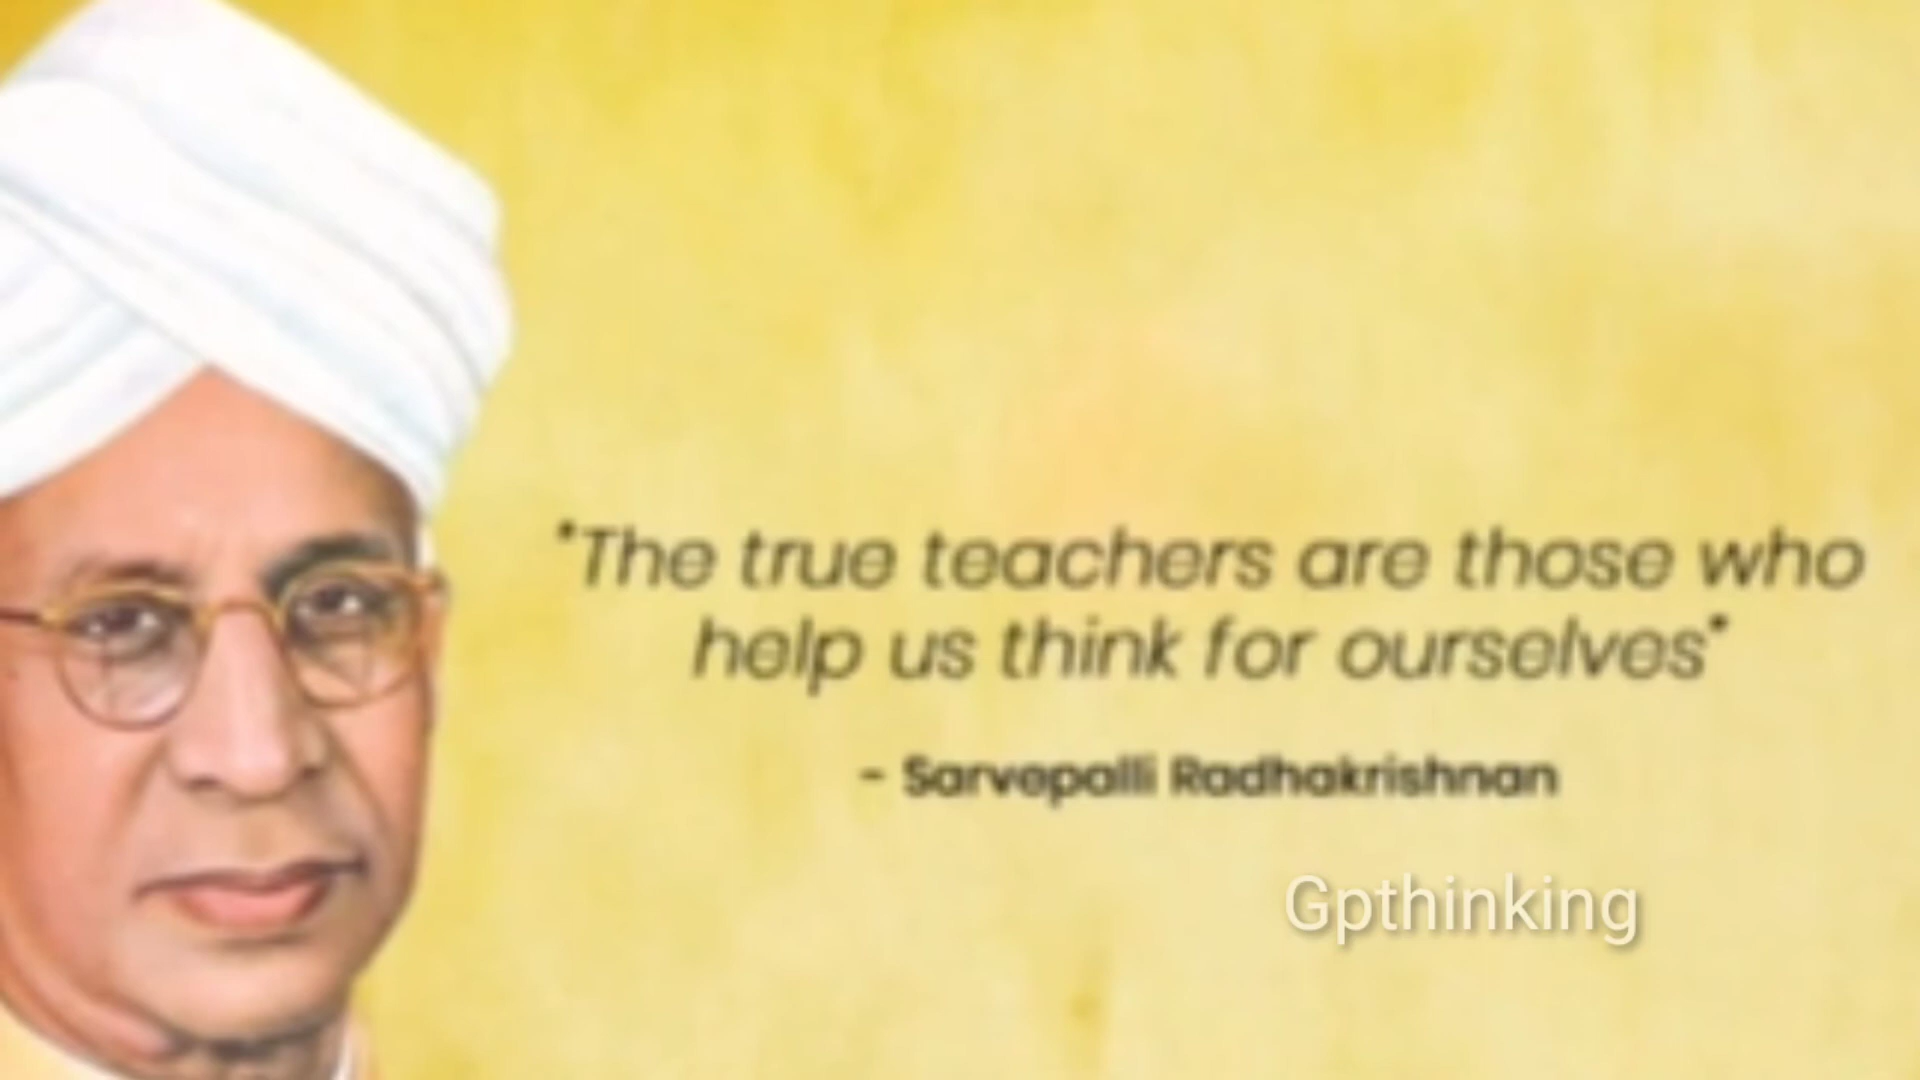 "The true teachers are those who
help us think for ourselves"
- Sarvepalli Radhakrishnan
Gpthinking